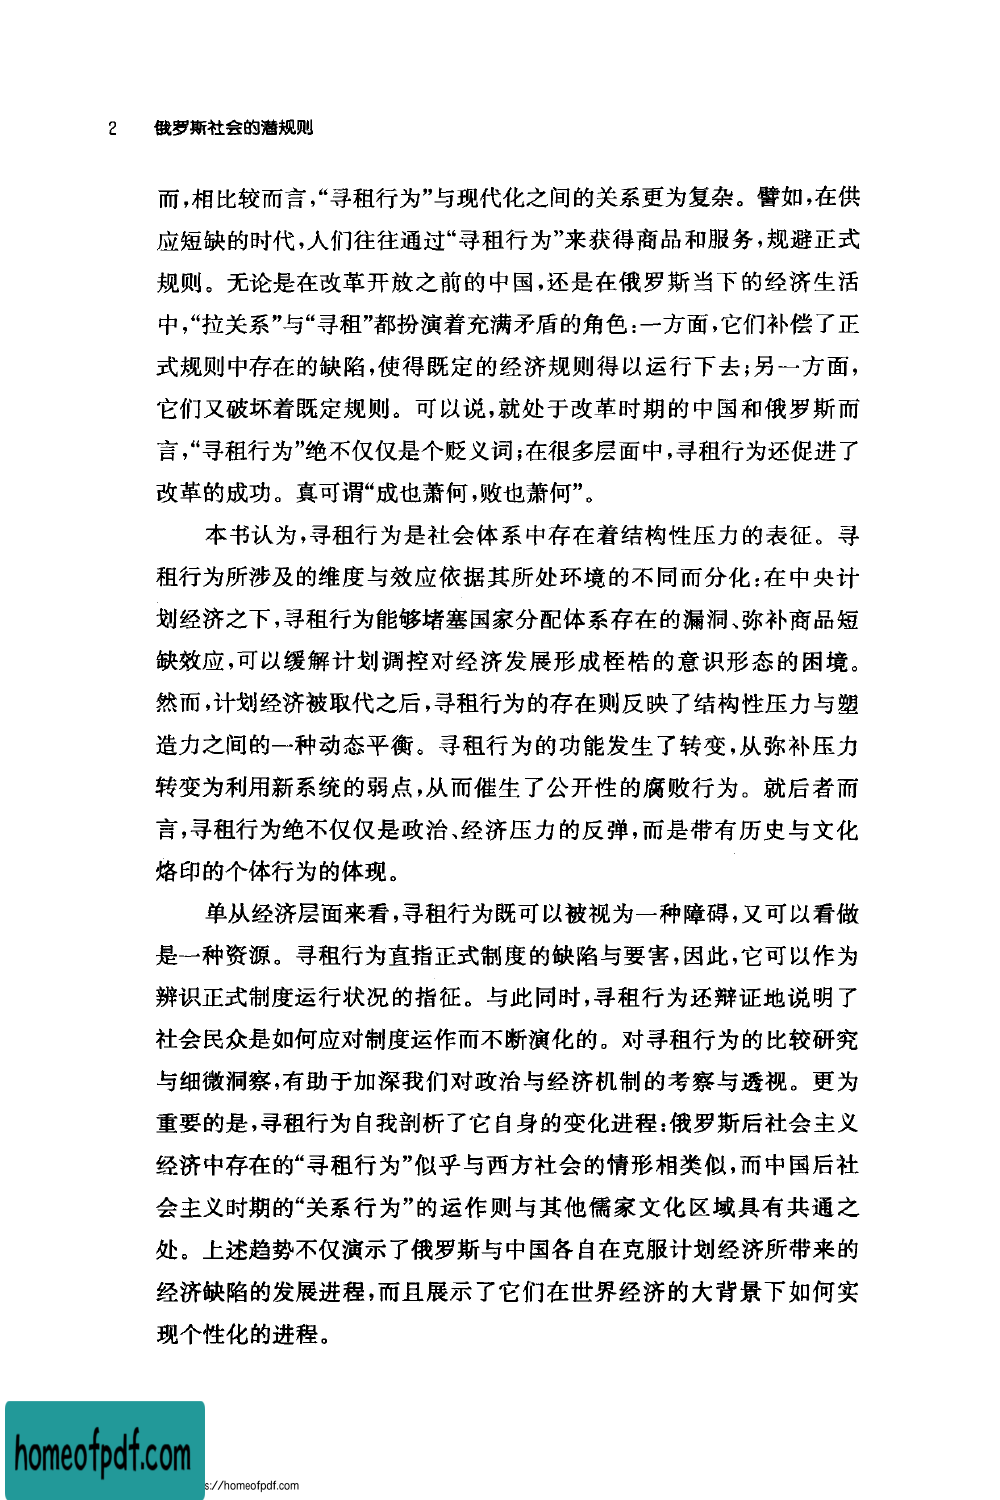 2 俄罗斯社会的潜规则
而,相比较而言,“寻租行为”与现代化之间的关系更为复杂。譬如,在供
应短缺的时代,人们往往通过“寻租行为”来获得商品和服务,规避正式
规则。无论是在改革开放之前的中国,还是在俄罗斯当下的经济生活
中,“拉关系”与“寻租”都扮演着充满矛盾的角色:一方面,它们补偿了正
式规则中存在的缺陷,使得既定的经济规则得以运行下去;另一方面,
它们又破坏着既定规则。可以说,就处于改革时期的中国和俄罗斯而
言,“寻租行为”绝不仅仅是个贬义词;在很多层面中,寻租行为还促进了
改革的成功。真可谓“成也萧何,败也萧何”。
本书认为,寻租行为是社会体系中存在着结构性压力的表征。寻
租行为所涉及的维度与效应依据其所处环境的不同而分化:在中央计
划经济之下,寻租行为能够堵塞国家分配体系存在的漏洞、弥补商品短
缺效应,可以缓解计划调控对经济发展形成桎梏的意识形态的困境。
然而,计划经济被取代之后,寻租行为的存在则反映了结构性压力与塑
造力之间的一种动态平衡。寻租行为的功能发生了转变,从弥补压力
转变为利用新系统的弱点,从而催生了公开性的腐败行为。就后者而
言,寻租行为绝不仅仅是政治、经济压力的反弹,而是带有历史与文化
烙印的个体行为的体现。
单从经济层面来看,寻租行为既可以被视为一种障碍,又可以看做
是一种资源。寻租行为直指正式制度的缺陷与要害,因此,它可以作为
辨识正式制度运行状况的指征。与此同时,寻租行为还辩证地说明了
社会民众是如何应对制度运作而不断演化的。对寻租行为的比较研究
与细微洞察,有助于加深我们对政治与经济机制的考察与透视。更为
重要的是,寻租行为自我剖析了它自身的变化进程:俄罗斯后社会主义
经济中存在的“寻租行为”似乎与西方社会的情形相类似,而中国后社
会主义时期的“关系行为”的运作则与其他儒家文化区域具有共通之
处。上述趋势不仅演示了俄罗斯与中国各自在克服计划经济所带来的
经济缺陷的发展进程,而且展示了它们在世界经济的大背景下如何实
现个性化的进程。
homeofpdf.com
s://homeofpdf.com